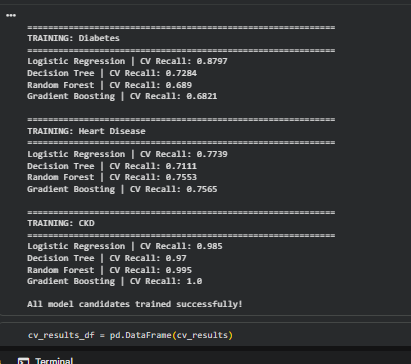 ...
============================================================
TRAINING: Diabetes
============================================================
Logistic Regression | CV Recall: 0.8797
Decision Tree | CV Recall: 0.7284
Random Forest | CV Recall: 0.689
Gradient Boosting | CV Recall: 0.6821
============================================================
TRAINING: Heart Disease
============================================================
Logistic Regression | CV Recall: 0.7739
Decision Tree | CV Recall: 0.7111
Random Forest | CV Recall: 0.7553
Gradient Boosting | CV Recall: 0.7565
============================================================
TRAINING: CKD
============================================================
Logistic Regression | CV Recall: 0.985
Decision Tree | CV Recall: 0.97
Random Forest | CV Recall: 0.995
Gradient Boosting | CV Recall: 1.0
All model candidates trained successfully!
cv_results_df = pd.DataFrame(cv_results)
Terminal